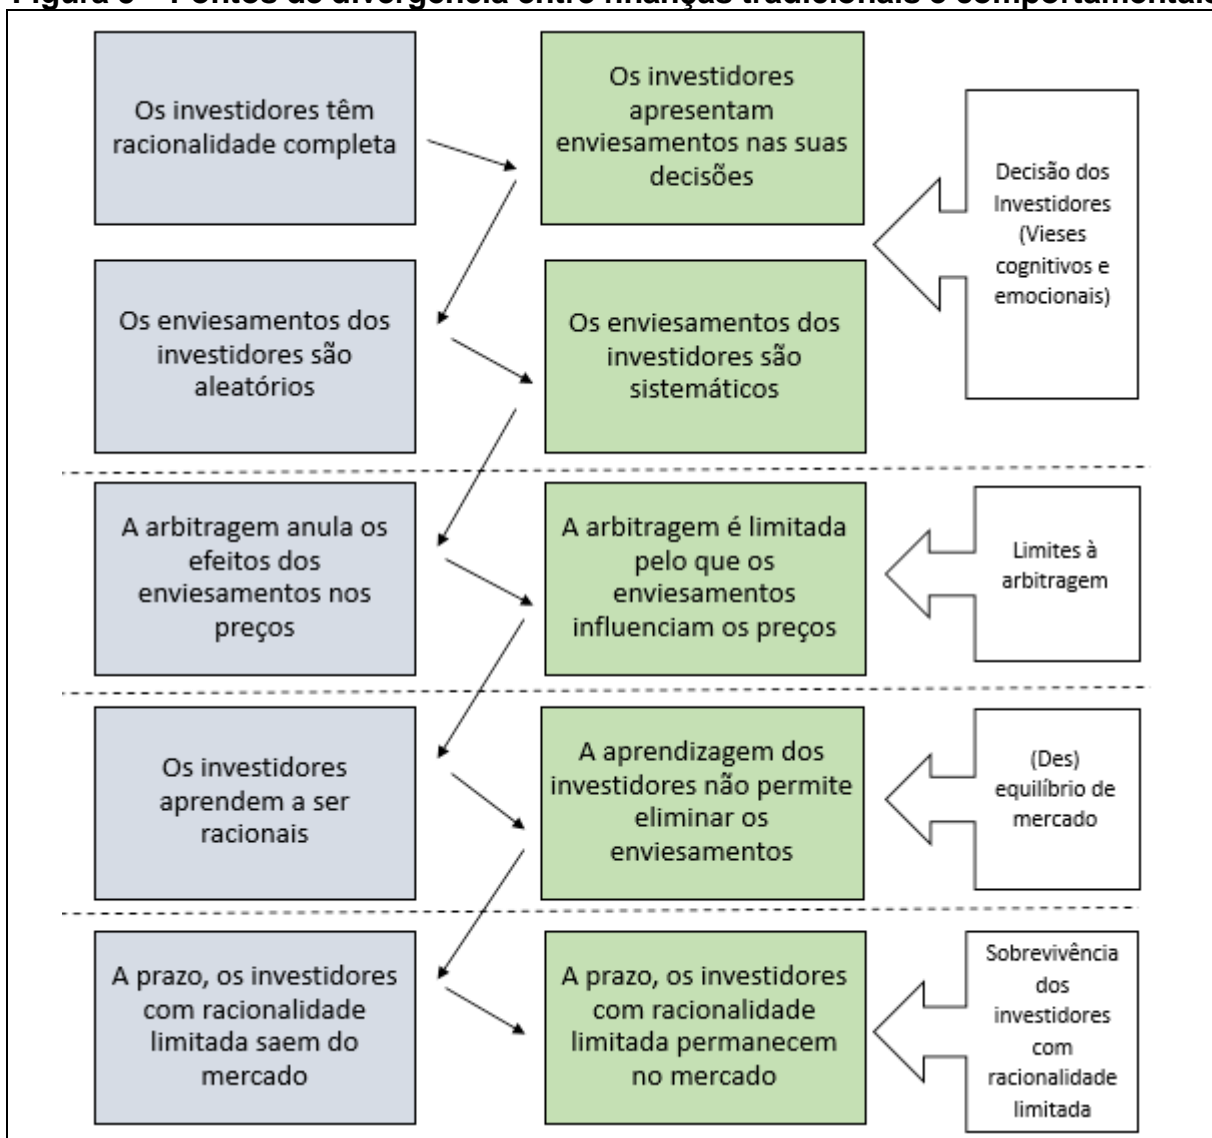 Os investidores têm
racionalidade completa
Os investidores
apresentam
enviesamentos nas suas
decisões
Decisão dos
Investidores
(Vieses
cognitivos e
emocionais)
Os enviesamentos dos
investidores são
aleatórios
Os enviesamentos dos
investidores são
sistemáticos
A arbitragem anula os
efeitos dos
enviesamentos nos
preços
A arbitragem é limitada
pelo que os
enviesamentos
influenciam os preços
Limites à
arbitragem
Os investidores
aprendem a ser
racionais
A aprendizagem dos
investidores não permite
eliminar os
enviesamentos
(Des)
equilíbrio de
mercado
A prazo, os investidores
com racionalidade
limitada saem do
mercado
A prazo, os investidores
com racionalidade
limitada permanecem
no mercado
Sobrevivência
dos
investidores
com
racionalidade
limitada